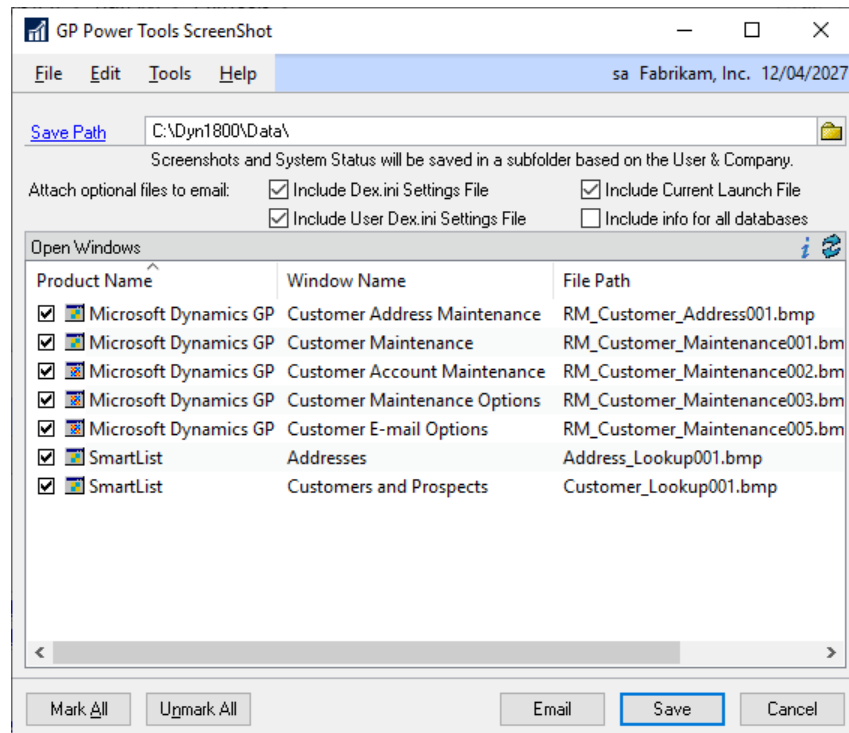 GP Power Tools ScreenShot
File Edit Tools Help sa Fabrikam, Inc. 12/04/2027
Save Path C:\Dyn1800\Data\
Screenshots and System Status will be saved in a subfolder based on the User & Company.
Attach optional files to email: Include Dex.ini Settings File Include Current Launch File
Include User Dex.ini Settings File Include info for all databases
Open Windows
Product Name Window Name File Path
Microsoft Dynamics GP Customer Address Maintenance RM_Customer_Address001.bmp
Microsoft Dynamics GP Customer Maintenance RM_Customer_Maintenance001.bm
Microsoft Dynamics GP Customer Account Maintenance RM_Customer_Maintenance002.bm
Microsoft Dynamics GP Customer Maintenance Options RM_Customer_Maintenance003.bm
Microsoft Dynamics GP Customer E-mail Options RM_Customer_Maintenance005.bm
SmartList Addresses Address_Lookup001.bmp
SmartList Customers and Prospects Customer_Lookup001.bmp
Mark All Unmark All Email Save Cancel